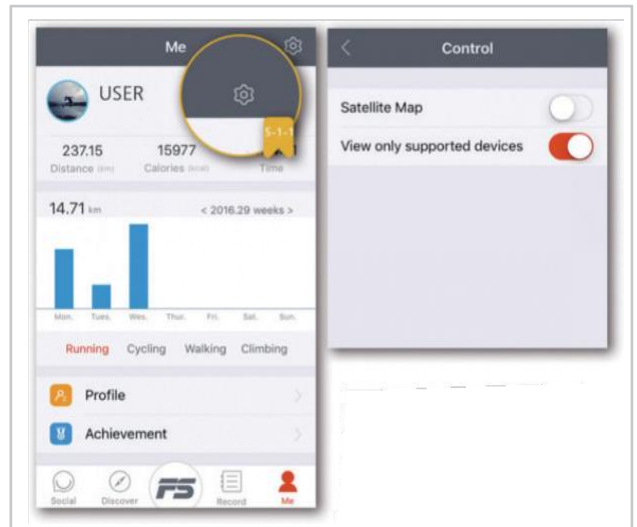 Me
USER
S-1-1
237.15 15977
Distance (km) Calories (kcal) Time
14.71 km < 2016.29 weeks >
Mon. Tues. Wes. Thur. Fri. Sat. Sun.
Running Cycling Walking Climbing
Profile
Achievement
Social Discover FS Record Me
Control
Satellite Map
View only supported devices